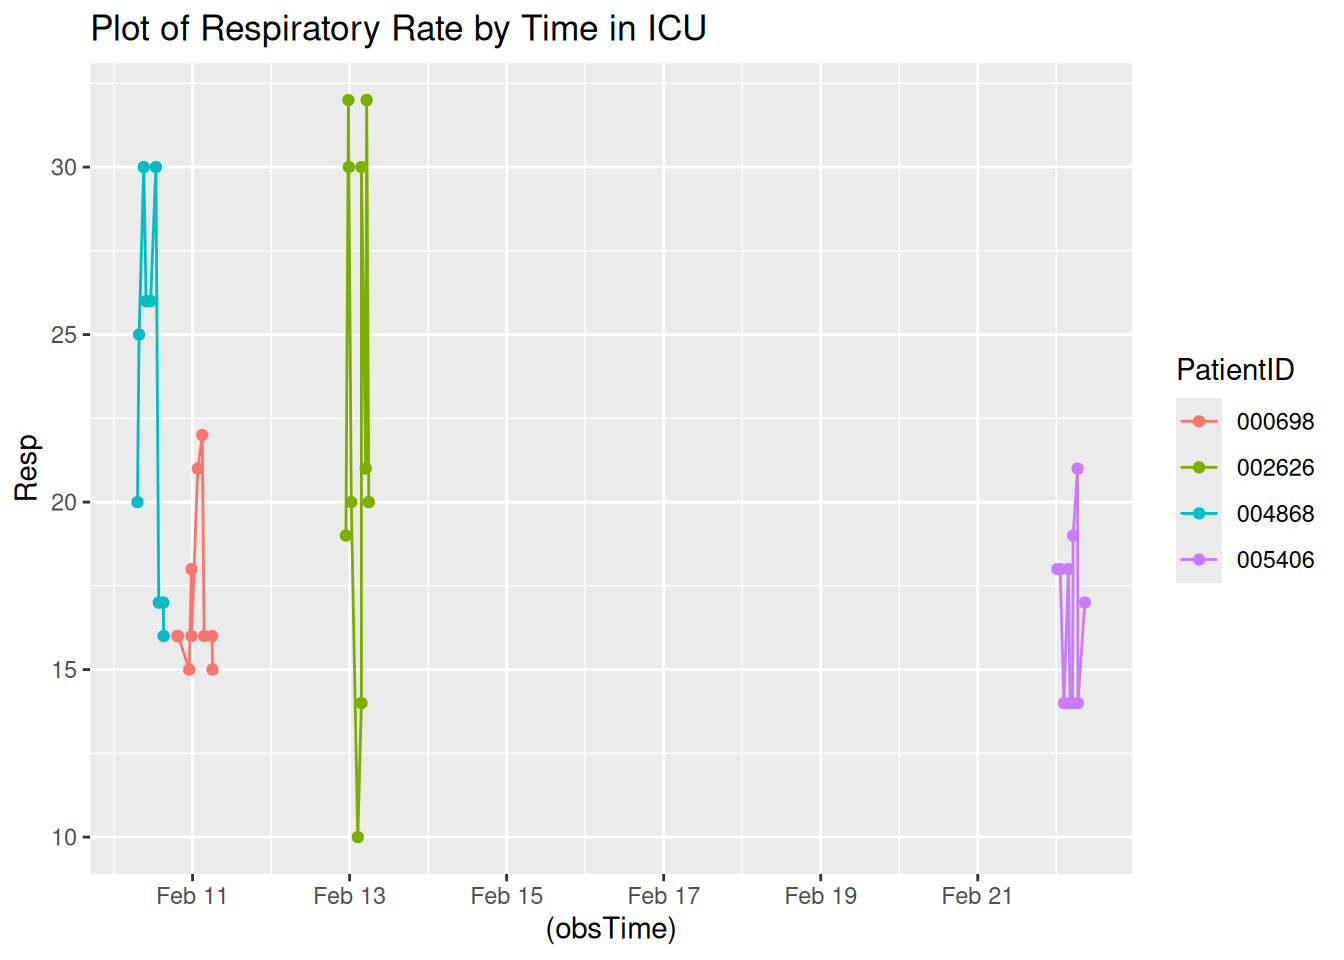 Plot of Respiratory Rate by Time in ICU
Resp
30
25
20
15
10
Feb 11
Feb 13
Feb 15
Feb 17
Feb 19
Feb 21
(obsTime)
PatientID
000698
002626
004868
005406